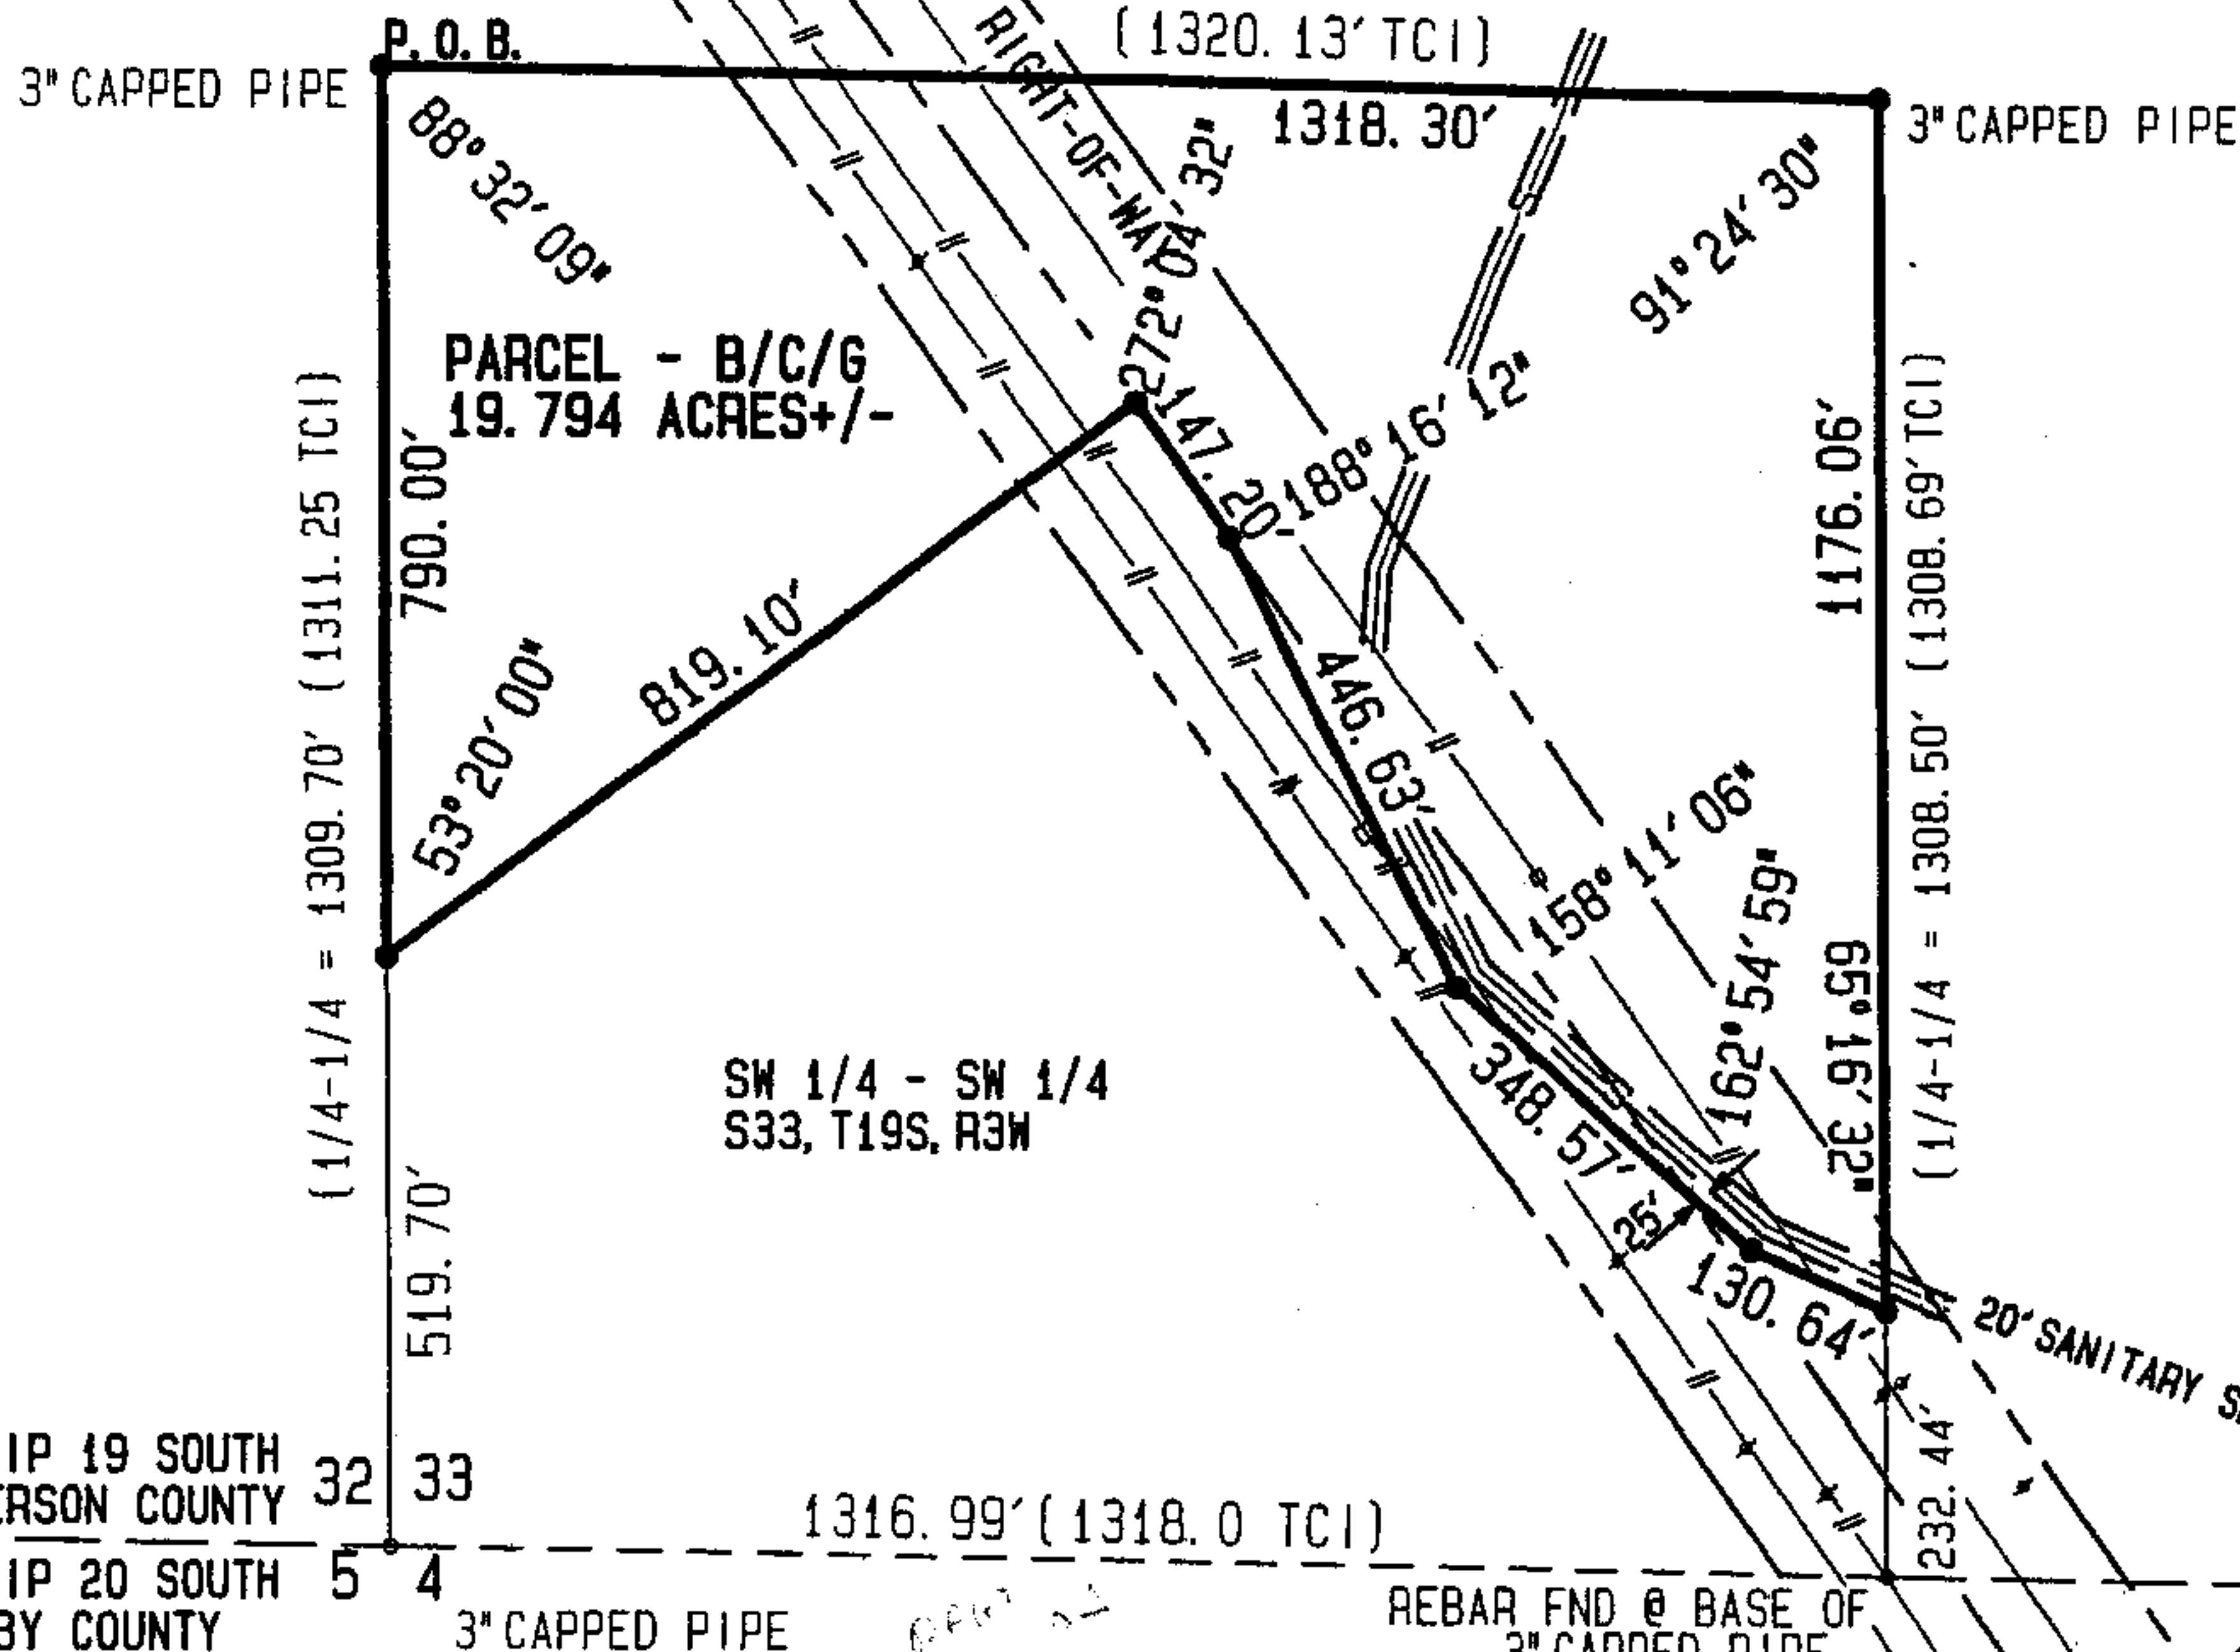 P.O.B.
(1320.13' TCI)
3" CAPPED PIPE
1318.30'
3" CAPPED PIPE
RIGHT-OF-WAY
88°32'09"
91°24'30"
272°04'32"
PARCEL - B/C/G
19.794 ACRES+/-
147.20'
188°16'12"
790.00'
(1/4-1/4 = 1309.70' (1311.25 TCI)
1176.06'
(1/4-1/4 = 1308.50' (1308.69' TCI)
819.10'
53°20'00"
446.63'
158°11'06"
162°54'59"
65°16'32"
SW 1/4 - SW 1/4
S33, T19S, R3W
348.57'
25'
130.64'
519.70'
20' SANITARY S
232.44'
IP 19 SOUTH
ERSON COUNTY
32 33
1316.99' (1318.0 TCI)
IP 20 SOUTH
BY COUNTY
5 4
3" CAPPED PIPE
REBAR FND @ BASE OF
3" CAPPED PIPE